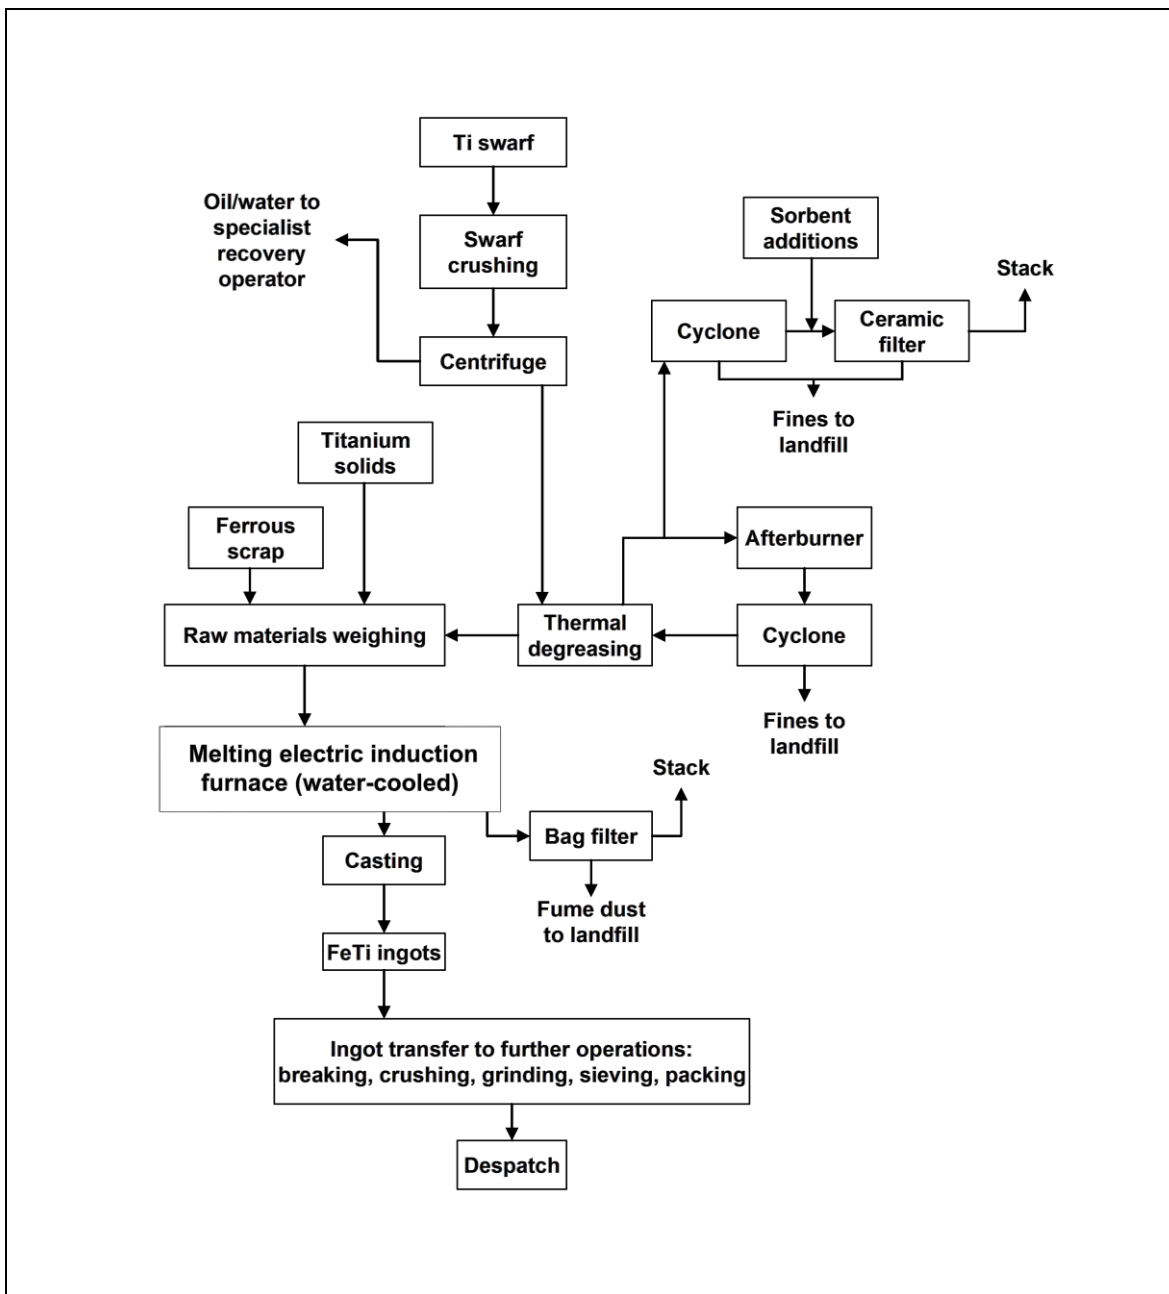 Ti swarf
Oil/water to
specialist
recovery
operator
Swarf
crushing
Sorbent
additions
Stack
Cyclone
Ceramic
filter
Centrifuge
Fines to
landfill
Titanium
solids
Ferrous
scrap
Afterburner
Raw materials weighing
Thermal
degreasing
Cyclone
Fines to
landfill
Melting electric induction
furnace (water-cooled)
Stack
Bag filter
Casting
Fume dust
to landfill
FeTi ingots
Ingot transfer to further operations:
breaking, crushing, grinding, sieving, packing
Despatch